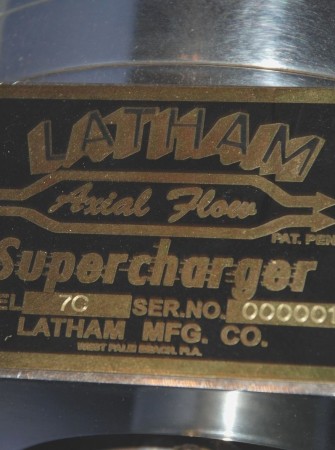 LATHAM
Axial Flow
PAT. PEN
Supercharger
EL 7C SER.NO. 000001
LATHAM MFG. CO.
WEST PALM BEACH, FLA.